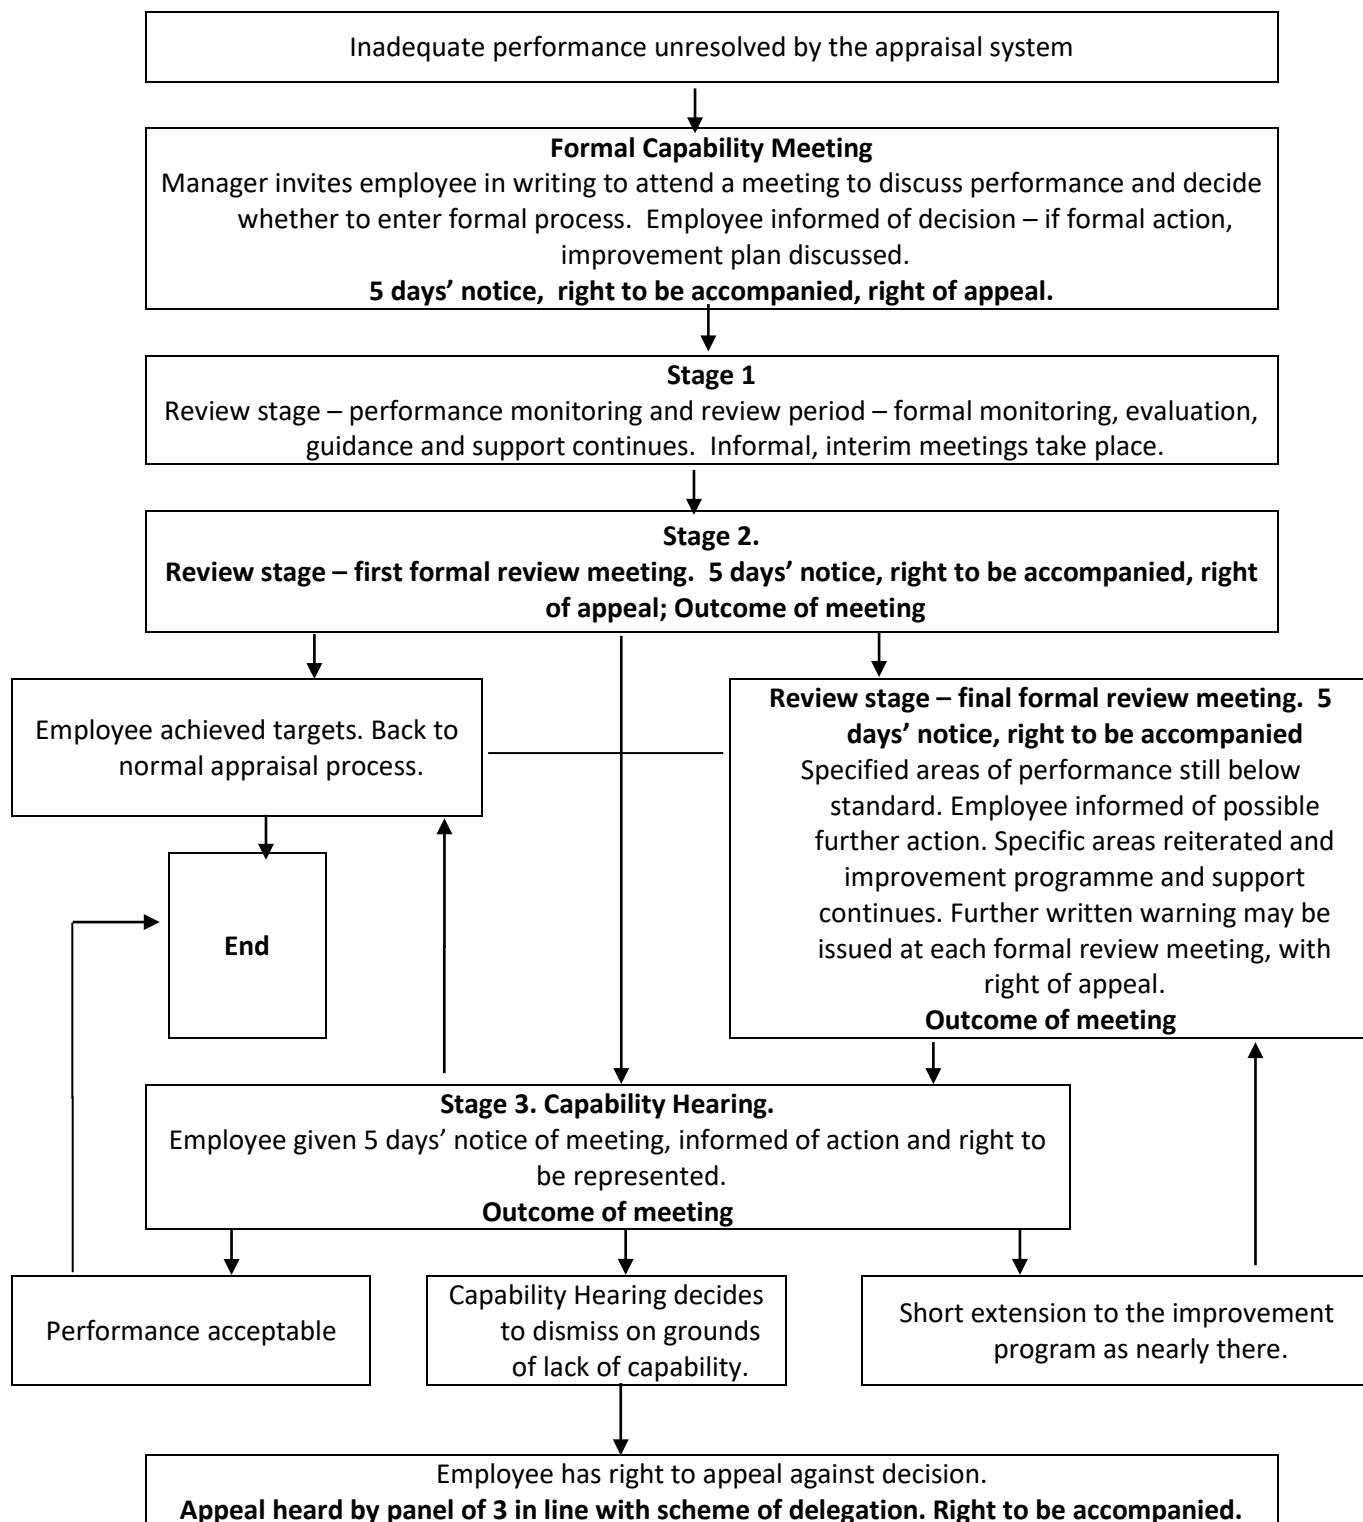 Inadequate performance unresolved by the appraisal system
Formal Capability Meeting
Manager invites employee in writing to attend a meeting to discuss performance and decide
whether to enter formal process.  Employee informed of decision – if formal action,
improvement plan discussed.
5 days’ notice,  right to be accompanied, right of appeal.
Stage 1
Review stage – performance monitoring and review period – formal monitoring, evaluation,
guidance and support continues.  Informal, interim meetings take place.
Stage 2.
Review stage – first formal review meeting.  5 days’ notice, right to be accompanied, right
of appeal; Outcome of meeting
Employee achieved targets. Back to
normal appraisal process.
Review stage – final formal review meeting.  5
days’ notice, right to be accompanied
Specified areas of performance still below
standard. Employee informed of possible
further action. Specific areas reiterated and
improvement programme and support
continues. Further written warning may be
issued at each formal review meeting, with
right of appeal.
Outcome of meeting
End
Stage 3. Capability Hearing.
Employee given 5 days’ notice of meeting, informed of action and right to
be represented.
Outcome of meeting
Performance acceptable
Capability Hearing decides
to dismiss on grounds
of lack of capability.
Short extension to the improvement
program as nearly there.
Employee has right to appeal against decision.
Appeal heard by panel of 3 in line with scheme of delegation. Right to be accompanied.